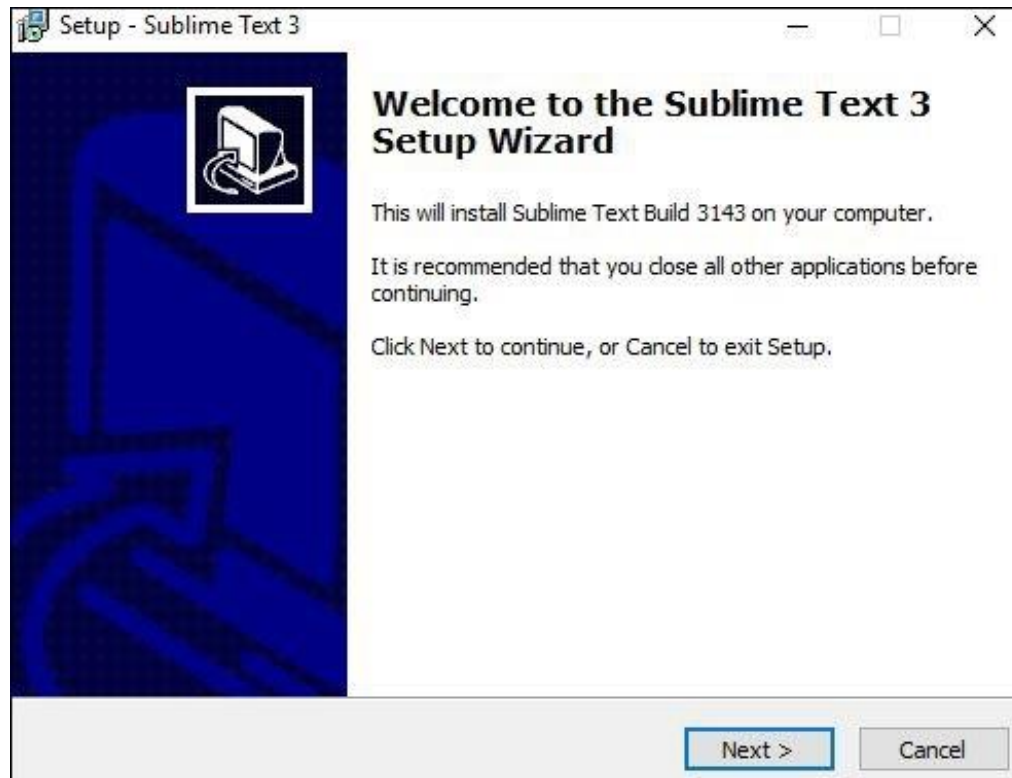 Setup - Sublime Text 3
Welcome to the Sublime Text 3
Setup Wizard
This will install Sublime Text Build 3143 on your computer.
It is recommended that you close all other applications before
continuing.
Click Next to continue, or Cancel to exit Setup.
Next >
Cancel